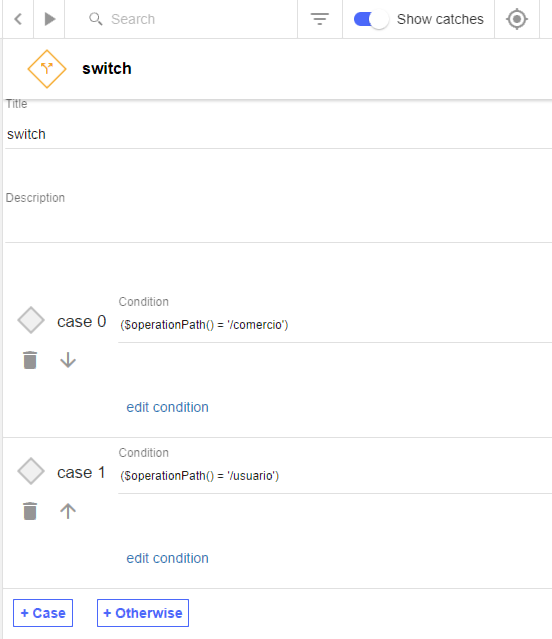 Search
Show catches
switch
Title
switch
Description
Condition
case 0
($operationPath() = '/comercio')
edit condition
Condition
case 1
($operationPath() = '/usuario')
edit condition
+ Case
+ Otherwise